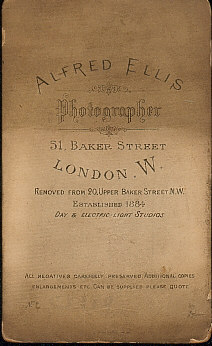 ALFRED ELLIS
Photographer
51, BAKER STREET
LONDON. W.
REMOVED FROM 20, UPPER BAKER STREET N.W.
ESTABLISHED 1884
DAY & ELECTRIC-LIGHT STUDIOS.
ALL NEGATIVES CAREFULLY PRESERVED. ADDITIONAL COPIES
ENLARGEMENTS ETC. CAN BE SUPPLIED. PLEASE QUOTE
No